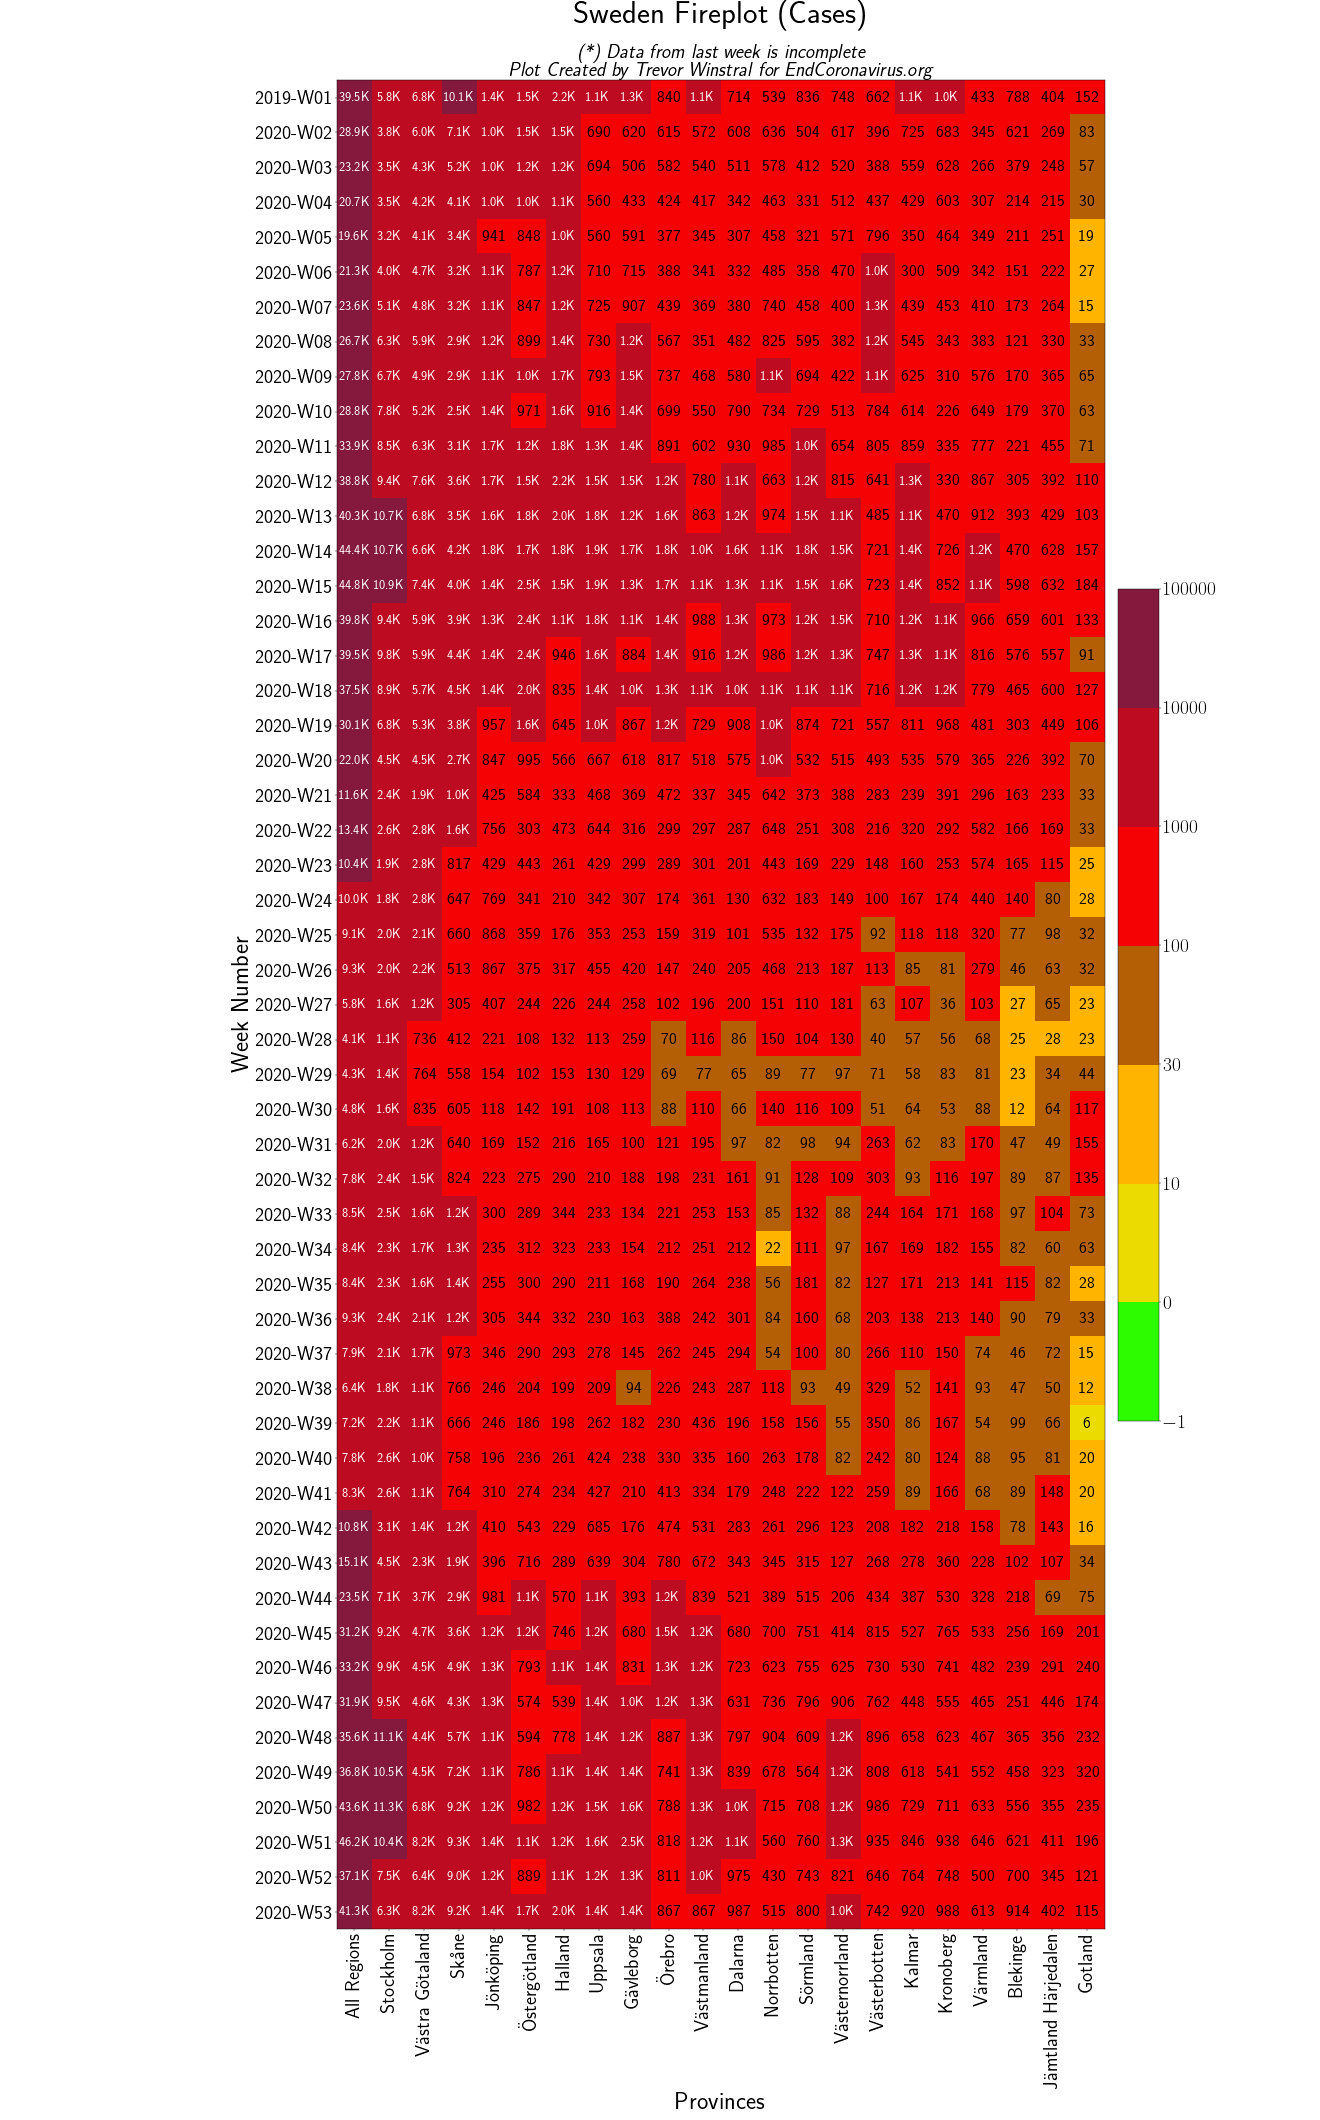 Sweden Fireplot (Cases)
(*) Data from last week is incomplete
Plot Created by Trevor Winstral for EndCoronavirus.org
2019-W01 39.5K 5.8K 6.8K 10.1K 1.4K 1.5K 2.2K 1.1K 1.3K 840 1.1K 714 539 836 748 662 1.1K 1.0K 433 788 404 152
2020-W02 28.9K 3.8K 6.0K 7.1K 1.0K 1.5K 1.5K 690 620 615 572 608 636 504 617 396 725 683 345 621 269 83
2020-W03 23.2K 3.5K 4.3K 5.2K 1.0K 1.2K 1.2K 694 506 582 540 511 578 412 520 388 559 628 266 379 248 57
2020-W04 20.7K 3.5K 4.2K 4.1K 1.0K 1.0K 1.1K 560 433 424 417 342 463 331 512 437 429 603 307 214 215 30
2020-W05 19.6K 3.2K 4.1K 3.4K 941 848 1.0K 560 591 377 345 307 458 321 571 796 350 464 349 211 251 19
2020-W06 21.3K 4.0K 4.7K 3.2K 1.1K 787 1.2K 710 715 388 341 332 485 358 470 1.0K 300 509 342 151 222 27
2020-W07 23.6K 5.1K 4.8K 3.2K 1.1K 847 1.2K 725 907 439 369 380 740 458 400 1.3K 439 453 410 173 264 15
2020-W08 26.7K 6.3K 5.9K 2.9K 1.2K 899 1.4K 730 1.2K 567 351 482 825 595 382 1.2K 545 343 383 121 330 33
2020-W09 27.8K 6.7K 4.9K 2.9K 1.1K 1.0K 1.7K 793 1.5K 737 468 580 1.1K 694 422 1.1K 625 310 576 170 365 65
2020-W10 28.8K 7.8K 5.2K 2.5K 1.4K 971 1.6K 916 1.4K 699 550 790 734 729 513 784 614 226 649 179 370 63
2020-W11 33.9K 8.5K 6.3K 3.1K 1.7K 1.2K 1.8K 1.3K 1.4K 891 602 930 985 1.0K 654 805 859 335 777 221 455 71
2020-W12 38.8K 9.4K 7.6K 3.6K 1.7K 1.5K 2.2K 1.5K 1.5K 1.2K 780 1.1K 663 1.2K 815 641 1.3K 330 867 305 392 110
2020-W13 40.3K 10.7K 6.8K 3.5K 1.6K 1.8K 2.0K 1.8K 1.2K 1.6K 863 1.2K 974 1.5K 1.1K 485 1.1K 470 912 393 429 103
2020-W14 44.4K 10.7K 6.6K 4.2K 1.8K 1.7K 1.8K 1.9K 1.7K 1.8K 1.0K 1.6K 1.1K 1.8K 1.5K 721 1.4K 726 1.2K 470 628 157
2020-W15 44.8K 10.9K 7.4K 4.0K 1.4K 2.5K 1.5K 1.9K 1.3K 1.7K 1.1K 1.3K 1.1K 1.5K 1.6K 723 1.4K 852 1.1K 598 632 184
2020-W16 39.8K 9.4K 5.9K 3.9K 1.3K 2.4K 1.1K 1.8K 1.1K 1.4K 988 1.3K 973 1.2K 1.5K 710 1.2K 1.1K 966 659 601 133
2020-W17 39.5K 9.8K 5.9K 4.4K 1.4K 2.4K 946 1.6K 884 1.4K 916 1.2K 986 1.2K 1.3K 747 1.3K 1.1K 816 576 557 91
2020-W18 37.5K 8.9K 5.7K 4.5K 1.4K 2.0K 835 1.4K 1.0K 1.3K 1.1K 1.0K 1.1K 1.1K 1.1K 716 1.2K 1.2K 779 465 600 127
2020-W19 30.1K 6.8K 5.3K 3.8K 957 1.6K 645 1.0K 867 1.2K 729 908 1.0K 874 721 557 811 968 481 303 449 106
2020-W20 22.0K 4.5K 4.5K 2.7K 847 995 566 667 618 817 518 575 1.0K 532 515 493 535 579 365 226 392 70
2020-W21 11.6K 2.4K 1.9K 1.0K 425 584 333 468 369 472 337 345 642 373 388 283 239 391 296 163 233 33
2020-W22 13.4K 2.6K 2.8K 1.6K 756 303 473 644 316 299 297 287 648 251 308 216 320 292 582 166 169 33
2020-W23 10.4K 1.9K 2.8K 817 429 443 261 429 299 289 301 201 443 169 229 148 160 253 574 165 115 25
2020-W24 10.0K 1.8K 2.8K 647 769 341 210 342 307 174 361 130 632 183 149 100 167 174 440 140 80 28
2020-W25 9.1K 2.0K 2.1K 660 868 359 176 353 253 159 319 101 535 132 175 92 118 118 320 77 98 32
2020-W26 9.3K 2.0K 2.2K 513 867 375 317 455 420 147 240 205 468 213 187 113 85 81 279 46 63 32
2020-W27 5.8K 1.6K 1.2K 305 407 244 226 244 258 102 196 200 151 110 181 63 107 36 103 27 65 23
2020-W28 4.1K 1.1K 736 412 221 108 132 113 259 70 116 86 150 104 130 40 57 56 68 25 28 23
2020-W29 4.3K 1.4K 764 558 154 102 153 130 129 69 77 65 89 77 97 71 58 83 81 23 34 44
2020-W30 4.8K 1.6K 835 605 118 142 191 108 113 88 110 66 140 116 109 51 64 53 88 12 64 117
2020-W31 6.2K 2.0K 1.2K 640 169 152 216 165 100 121 195 97 82 98 94 263 62 83 170 47 49 155
2020-W32 7.8K 2.4K 1.5K 824 223 275 290 210 188 198 231 161 91 128 109 303 93 116 197 89 87 135
2020-W33 8.5K 2.5K 1.6K 1.2K 300 289 344 233 134 221 253 153 85 132 88 244 164 171 168 97 104 73
2020-W34 8.4K 2.3K 1.7K 1.3K 235 312 323 233 154 212 251 212 22 111 97 167 169 182 155 82 60 63
2020-W35 8.4K 2.3K 1.6K 1.4K 255 300 290 211 168 190 264 238 56 181 82 127 171 213 141 115 82 28
2020-W36 9.3K 2.4K 2.1K 1.2K 305 344 332 230 163 388 242 301 84 160 68 203 138 213 140 90 79 33
2020-W37 7.9K 2.1K 1.7K 973 346 290 293 278 145 262 245 294 54 100 80 266 110 150 74 46 72 15
2020-W38 6.4K 1.8K 1.1K 766 246 204 199 209 94 226 243 287 118 93 49 329 52 141 93 47 50 12
2020-W39 7.2K 2.2K 1.1K 666 246 186 198 262 182 230 436 196 158 156 55 350 86 167 54 99 66 6
2020-W40 7.8K 2.6K 1.0K 758 196 236 261 424 238 330 335 160 263 178 82 242 80 124 88 95 81 20
2020-W41 8.3K 2.6K 1.1K 764 310 274 234 427 210 413 334 179 248 222 122 259 89 166 68 89 148 20
2020-W42 10.8K 3.1K 1.4K 1.2K 410 543 229 685 176 474 531 283 261 296 123 208 182 218 158 78 143 16
2020-W43 15.1K 4.5K 2.3K 1.9K 396 716 289 639 304 780 672 343 345 315 127 268 278 360 228 102 107 34
2020-W44 23.5K 7.1K 3.7K 2.9K 981 1.1K 570 1.1K 393 1.2K 839 521 389 515 206 434 387 530 328 218 69 75
2020-W45 31.2K 9.2K 4.7K 3.6K 1.2K 1.2K 746 1.2K 680 1.5K 1.2K 680 700 751 414 815 527 765 533 256 169 201
2020-W46 33.2K 9.9K 4.5K 4.9K 1.3K 793 1.1K 1.4K 831 1.3K 1.2K 723 623 755 625 730 530 741 482 239 291 240
2020-W47 31.9K 9.5K 4.6K 4.3K 1.3K 574 539 1.4K 1.0K 1.2K 1.3K 631 736 796 906 762 448 555 465 251 446 174
2020-W48 35.6K 11.1K 4.4K 5.7K 1.1K 594 778 1.4K 1.2K 887 1.3K 797 904 609 1.2K 896 658 623 467 365 356 232
2020-W49 36.8K 10.5K 4.5K 7.2K 1.1K 786 1.1K 1.4K 1.4K 741 1.3K 839 678 564 1.2K 808 618 541 552 458 323 320
2020-W50 43.6K 11.3K 6.8K 9.2K 1.2K 982 1.2K 1.5K 1.6K 788 1.3K 1.0K 715 708 1.2K 986 729 711 633 556 355 235
2020-W51 46.2K 10.4K 8.2K 9.3K 1.4K 1.1K 1.2K 1.6K 2.5K 818 1.2K 1.1K 560 760 1.3K 935 846 938 646 621 411 196
2020-W52 37.1K 7.5K 6.4K 9.0K 1.2K 889 1.1K 1.2K 1.3K 811 1.0K 975 430 743 821 646 764 748 500 700 345 121
2020-W53 41.3K 6.3K 8.2K 9.2K 1.4K 1.7K 2.0K 1.4K 1.4K 867 867 987 515 800 1.0K 742 920 988 613 914 402 115
Week Number
All Regions
Stockholm
Västra Götaland
Skåne
Jönköping
Östergötland
Halland
Uppsala
Gävleborg
Örebro
Västmanland
Dalarna
Norrbotten
Sörmland
Västernorrland
Västerbotten
Kalmar
Kronoberg
Värmland
Blekinge
Jämtland Härjedalen
Gotland
Provinces
100000
10000
1000
100
30
10
0
−1